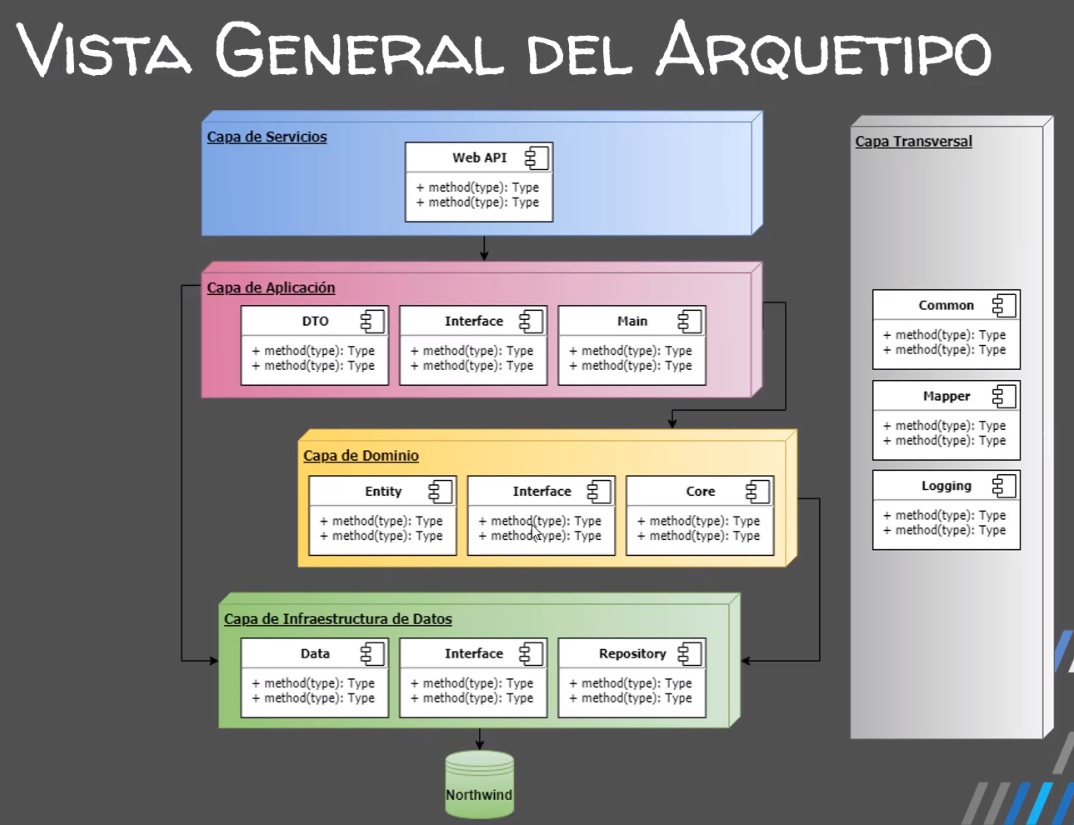 VISTA GENERAL DEL ARQUETIPO
Capa de Servicios
Web API
+ method(type): Type
+ method(type): Type
Capa de Aplicación
DTO
+ method(type): Type
+ method(type): Type
Interface
+ method(type): Type
+ method(type): Type
Main
+ method(type): Type
+ method(type): Type
Capa de Dominio
Entity
+ method(type): Type
+ method(type): Type
Interface
+ method(type): Type
+ method(type): Type
Core
+ method(type): Type
+ method(type): Type
Capa de Infraestructura de Datos
Data
+ method(type): Type
+ method(type): Type
Interface
+ method(type): Type
+ method(type): Type
Repository
+ method(type): Type
+ method(type): Type
Northwind
Capa Transversal
Common
+ method(type): Type
+ method(type): Type
Mapper
+ method(type): Type
+ method(type): Type
Logging
+ method(type): Type
+ method(type): Type